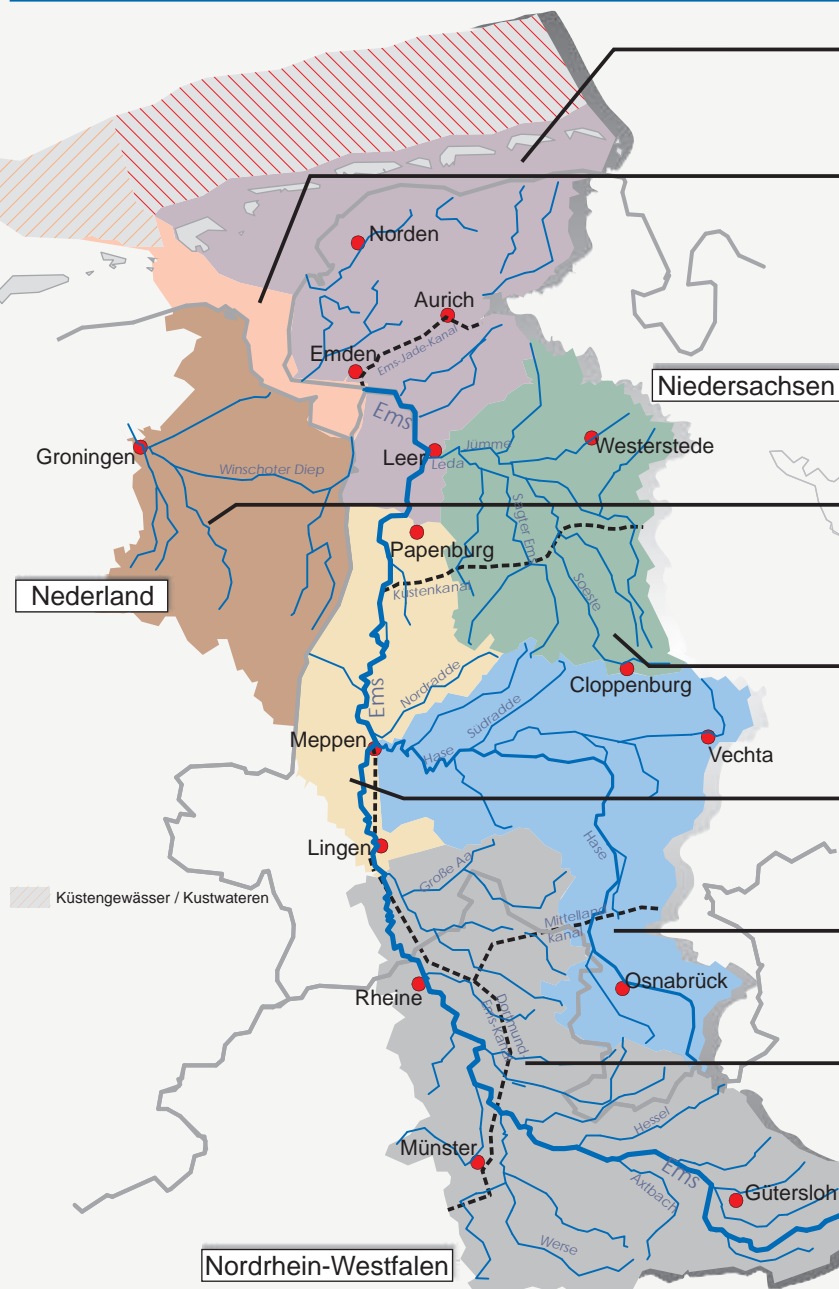 Norden
Aurich
Ems-Jade-Kanal
Emden
Niedersachsen
Ems
Jümme
Westerstede
Groningen
Leer
Leda
Winschoter Diep
Sagter Ems
Papenburg
Nederland
Küstenkanal
Soeste
Nordradde
Ems
Cloppenburg
Südradde
Meppen
Hase
Vechta
Lingen
Hase
Große Aa
Küstengewässer / Kustwateren
Mittelland
kanal
Osnabrück
Rheine
Dortmund
Ems-Kanal
Hessel
Münster
Ems
Axtbach
Gütersloh
Werse
Nordrhein-Westfalen